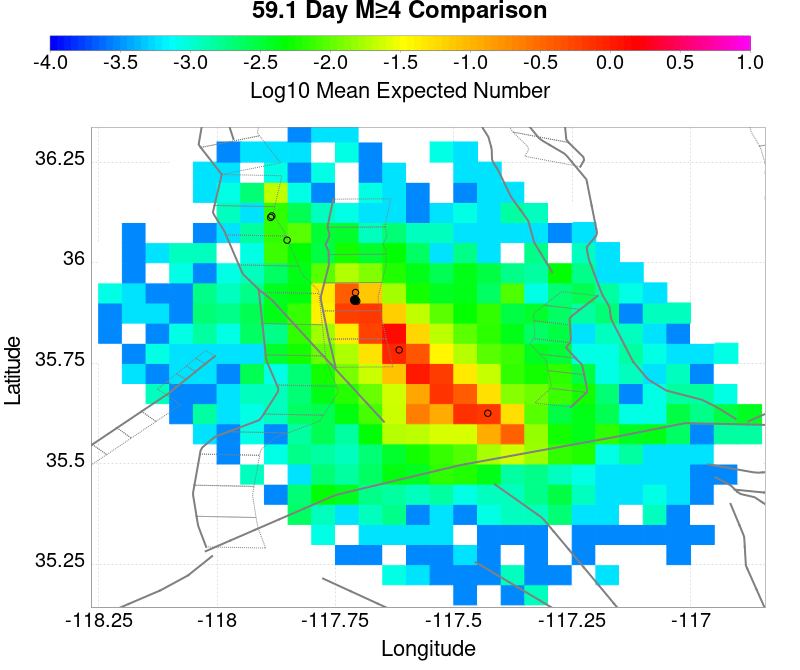 59.1 Day M≥4 Comparison
-4.0 -3.5 -3.0 -2.5 -2.0 -1.5 -1.0 -0.5 0.0 0.5 1.0
Log10 Mean Expected Number
36.25
36
35.75
35.5
35.25
Latitude
-118.25 -118 -117.75 -117.5 -117.25 -117
Longitude